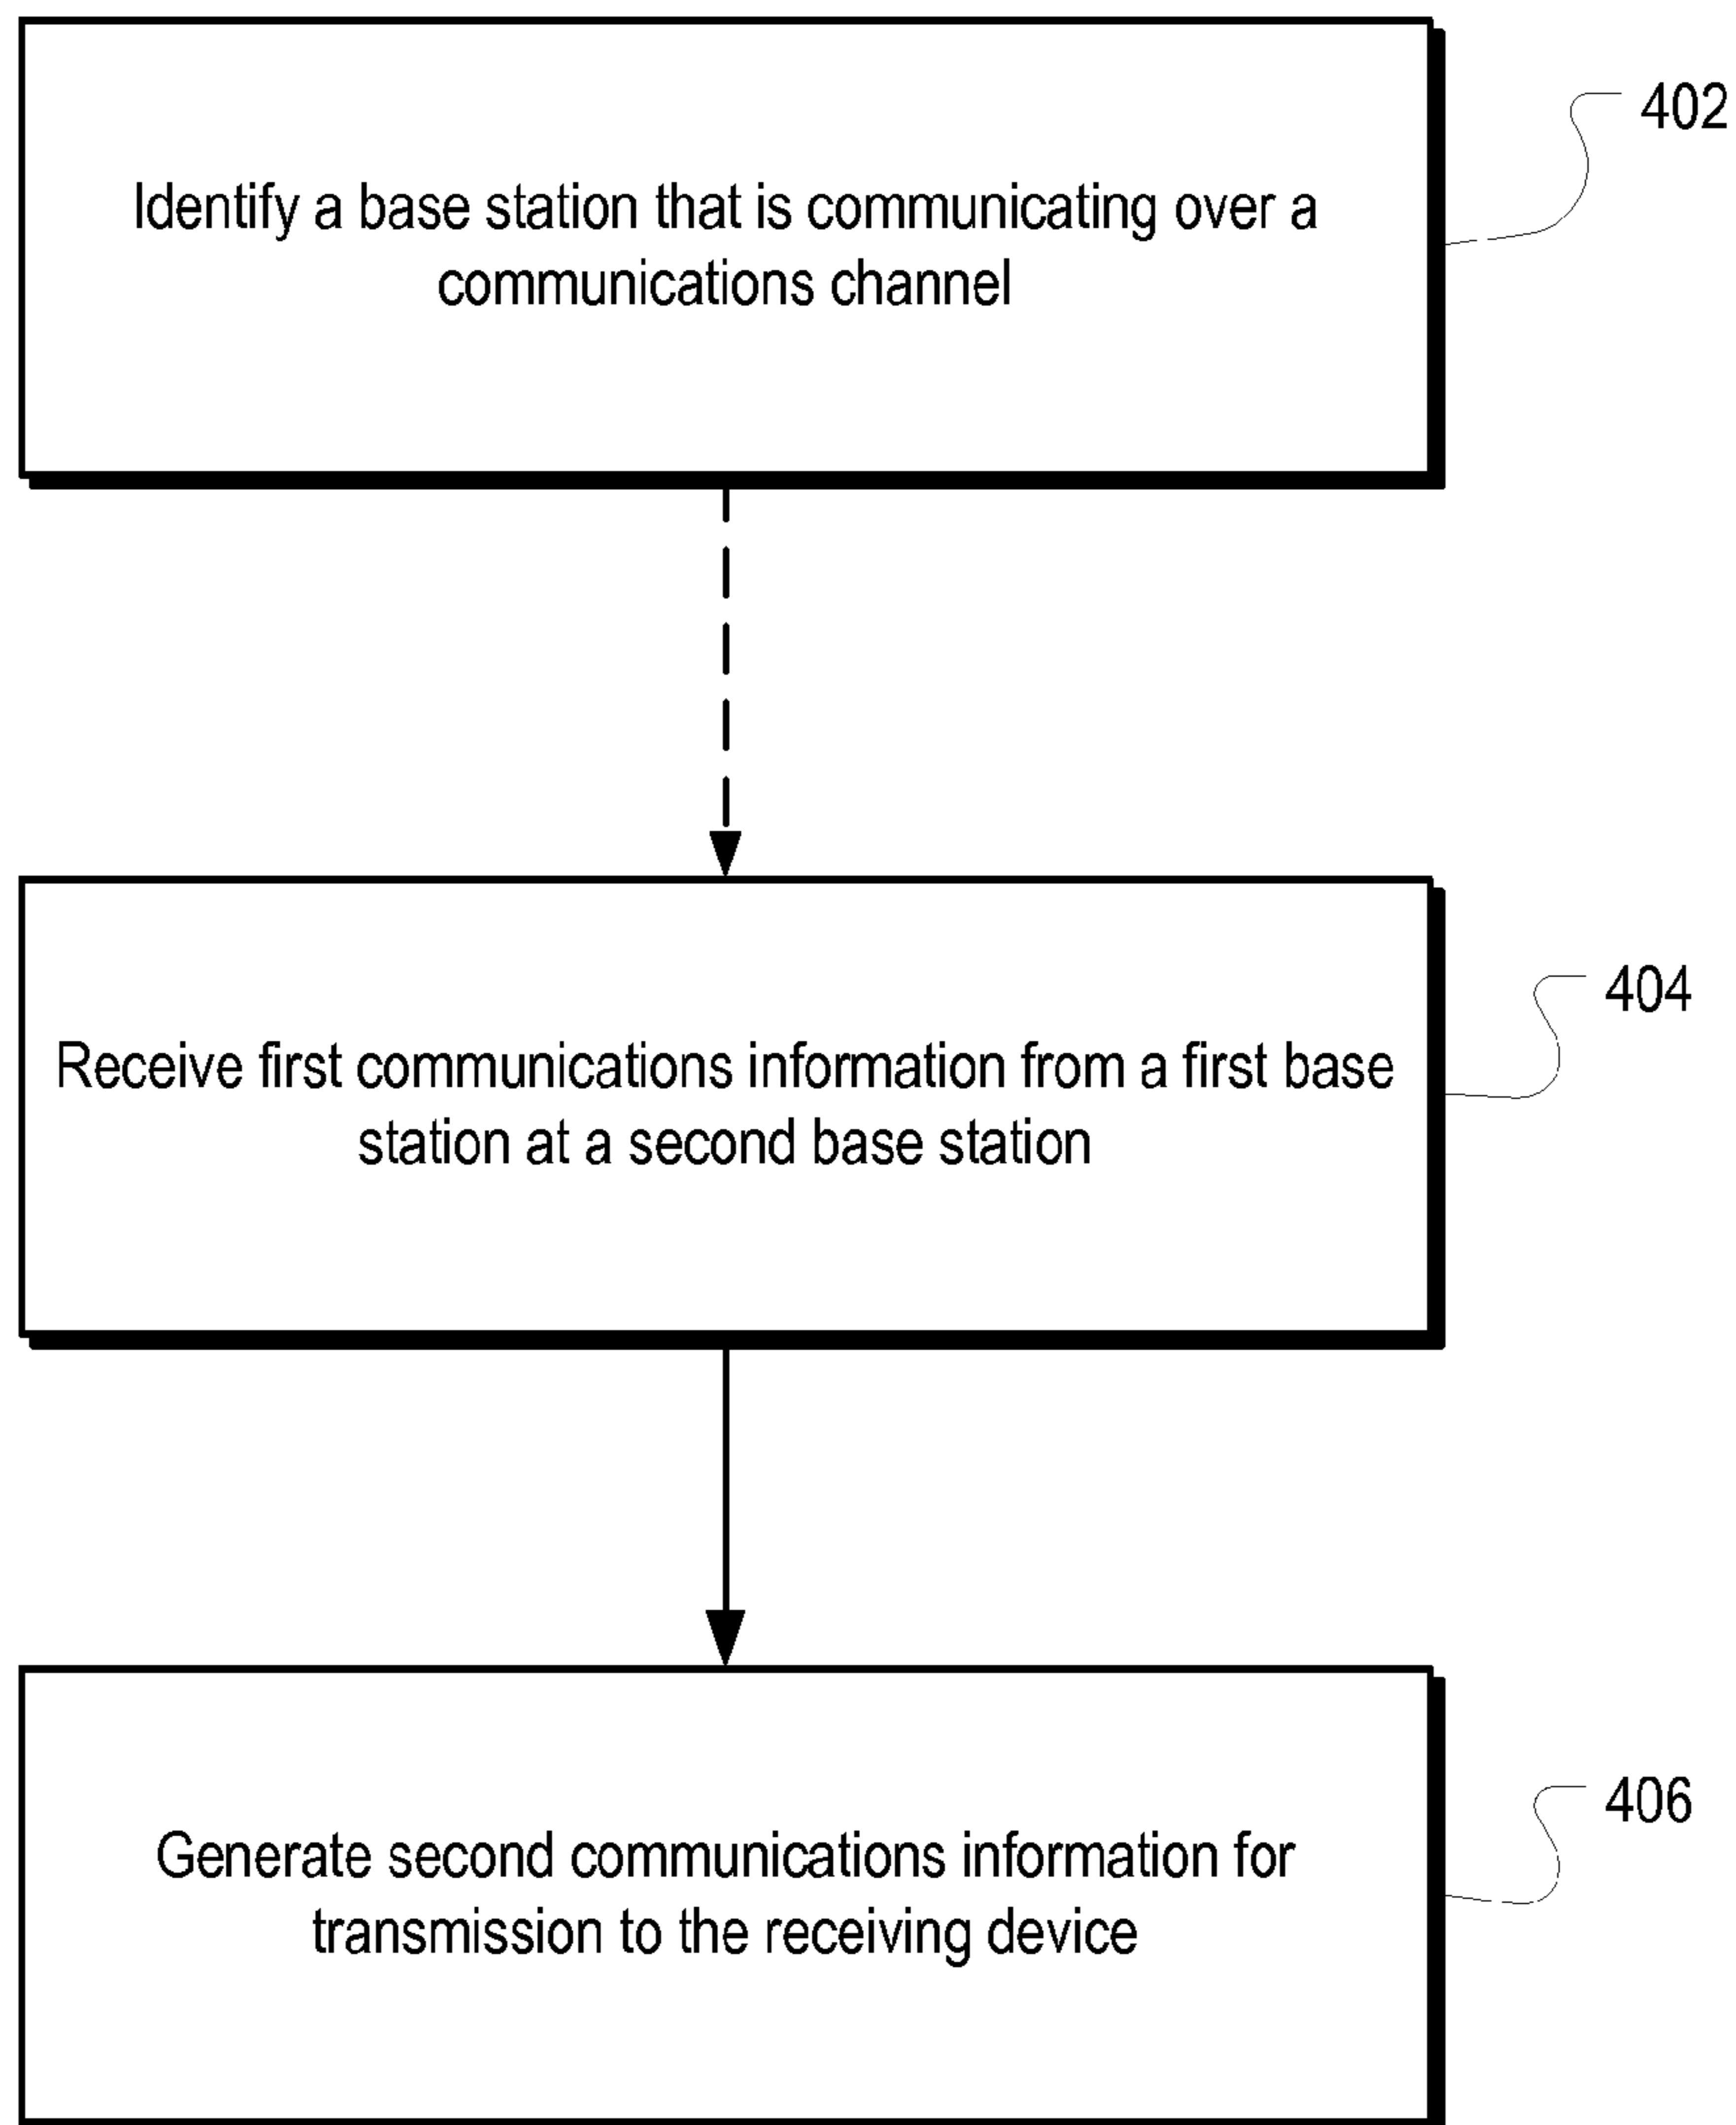 402
Identify a base station that is communicating over a
communications channel
404
Receive first communications information from a first base
station at a second base station
406
Generate second communications information for
transmission to the receiving device